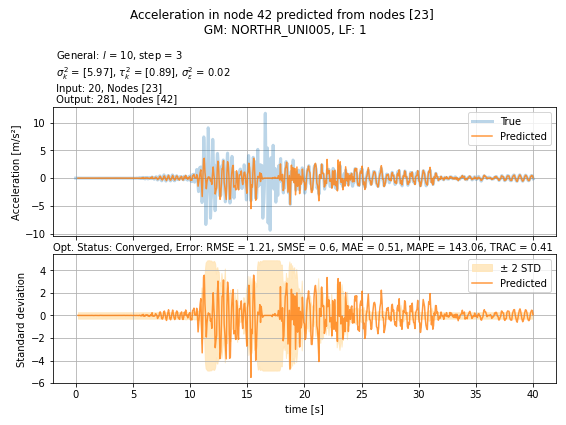 Acceleration in node 42 predicted from nodes [23]
GM: NORTHR_UNI005, LF: 1
General: l = 10, step = 3
σ²_k = [5.97], τ²_k = [0.89], σ²_ε = 0.02
Input: 20, Nodes [23]
Output: 281, Nodes [42]
Acceleration [m/s²]
10
5
0
−5
−10
True
Predicted
Opt. Status: Converged, Error: RMSE = 1.21, SMSE = 0.6, MAE = 0.51, MAPE = 143.06, TRAC = 0.41
Standard deviation
4
2
0
−2
−4
−6
± 2 STD
Predicted
0 5 10 15 20 25 30 35 40
time [s]